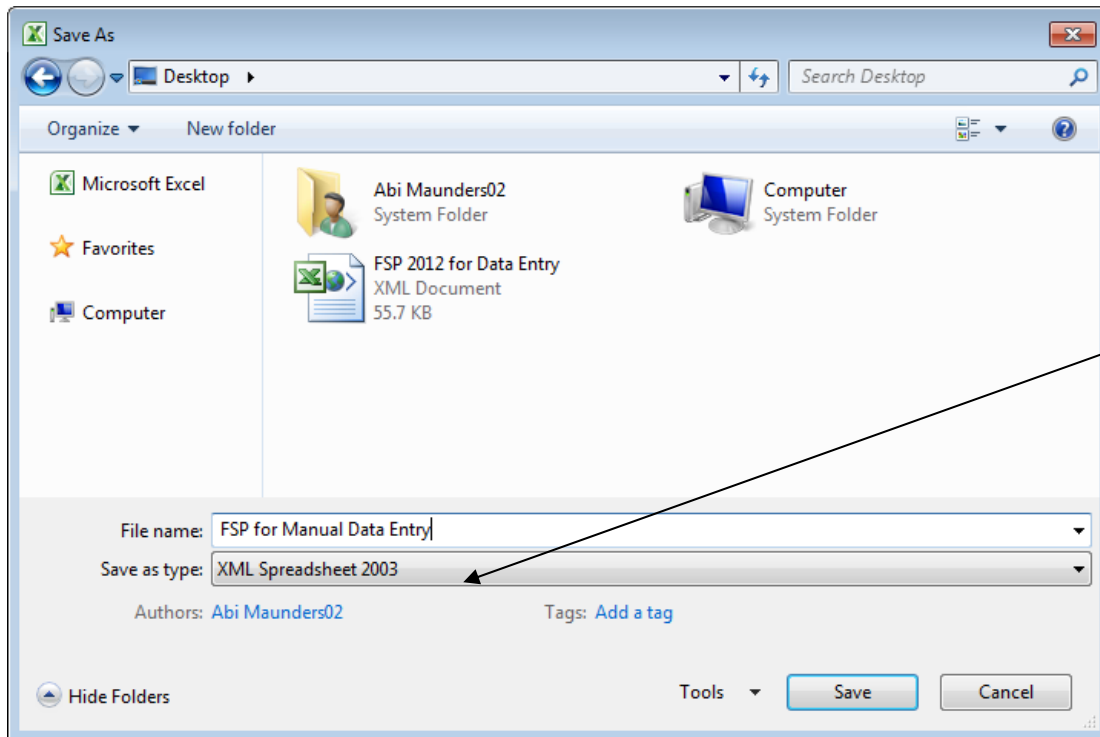 Save As
Desktop
Search Desktop
Organize
New folder
Microsoft Excel
Favorites
Computer
Abi Maunders02
System Folder
Computer
System Folder
FSP 2012 for Data Entry
XML Document
55.7 KB
File name: FSP for Manual Data Entry
Save as type: XML Spreadsheet 2003
Authors: Abi Maunders02 Tags: Add a tag
Hide Folders
Tools
Save
Cancel